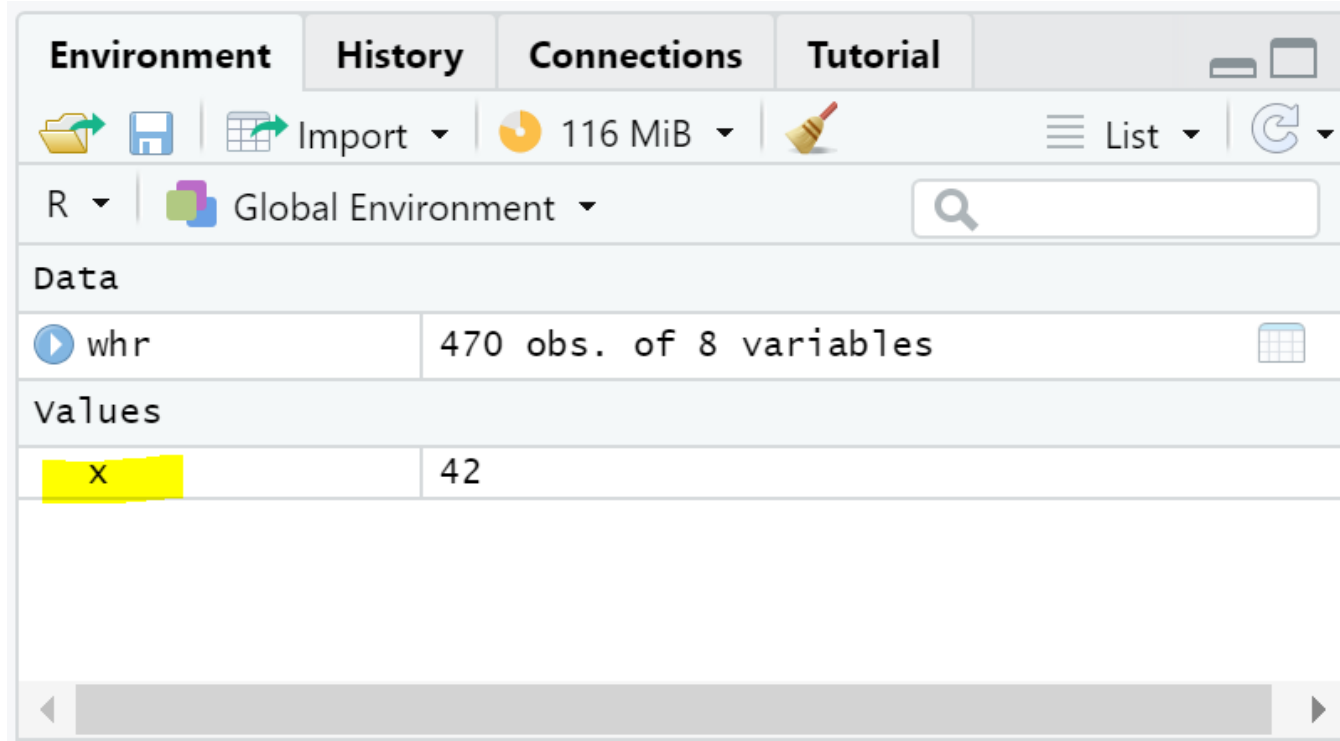 Environment History Connections Tutorial
Import 116 MiB List
R Global Environment
Data
whr 470 obs. of 8 variables
Values
x 42